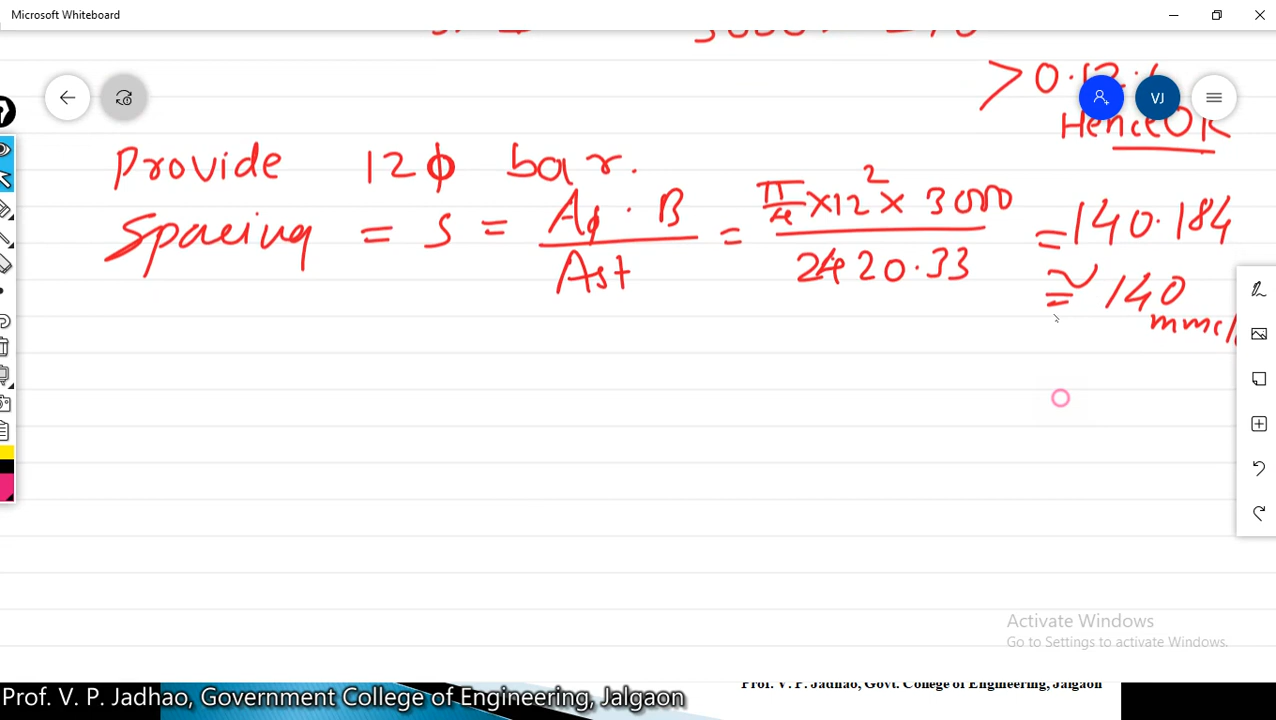 Microsoft Whiteboard
> 0.12
Hence OK
VJ
Provide 12ϕ bar.
Spacing = S = Aϕ · B / Ast = π/4 × 12² × 3000 / 2420.33 = 140.184
≅ 140
mm c/
Activate Windows
Go to Settings to activate Windows.
Prof. V. P. Jadhao, Govt. College of Engineering, Jalgaon
Prof. V. P. Jadhao, Government College of Engineering, Jalgaon